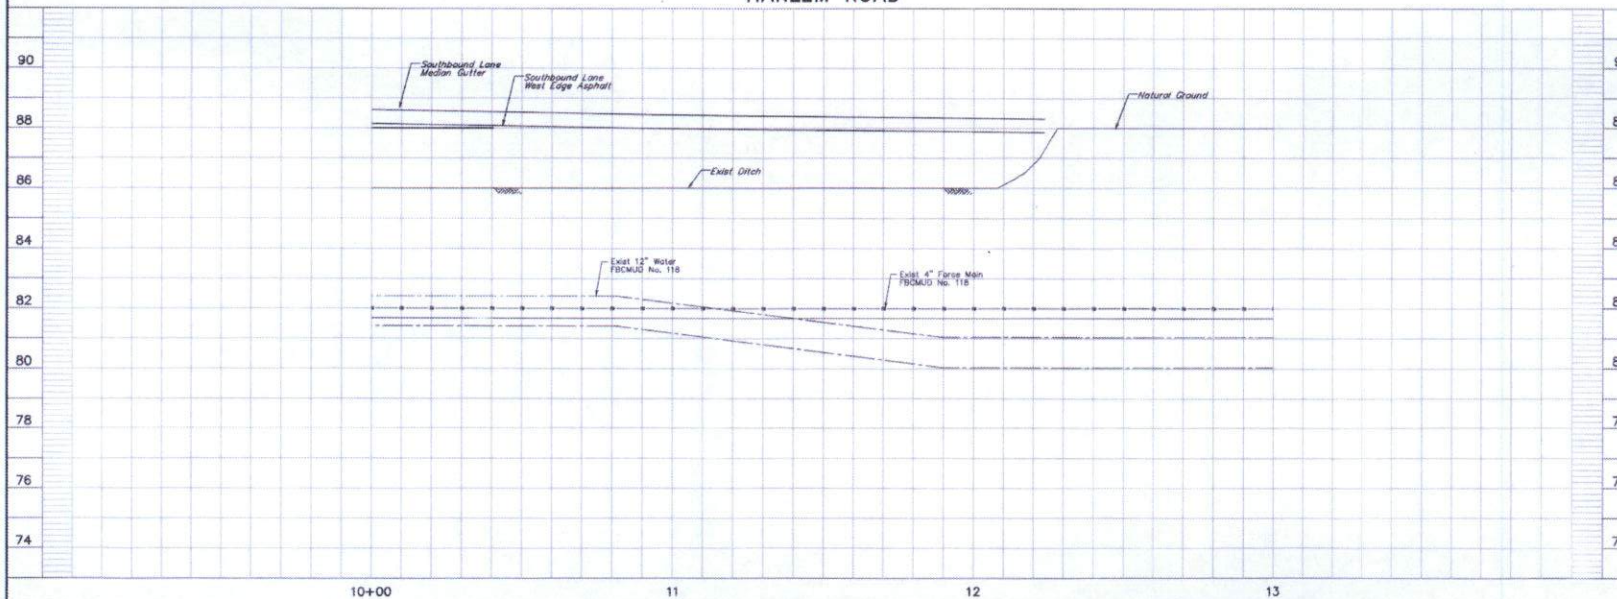 90
Southbound Lane
Median Gutter
Southbound Lane
West Edge Asphalt
Natural Ground
88
Exist Ditch
86
84
Exist 12" Water
FBCMUD No. 118
Exist 4" Force Main
FBCMUD No. 118
82
80
78
76
74
10+00
11
12
13